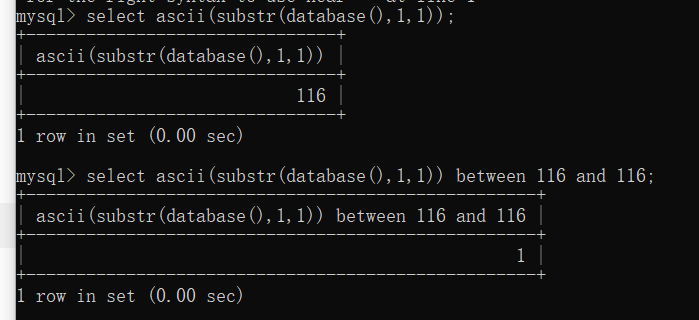 mysql> select ascii(substr(database(),1,1));
+--------------------------------+
| ascii(substr(database(),1,1)) |
+--------------------------------+
| 116 |
+--------------------------------+
1 row in set (0.00 sec)
mysql> select ascii(substr(database(),1,1)) between 116 and 116;
+----------------------------------------------------+
| ascii(substr(database(),1,1)) between 116 and 116 |
+----------------------------------------------------+
| 1 |
+----------------------------------------------------+
1 row in set (0.00 sec)